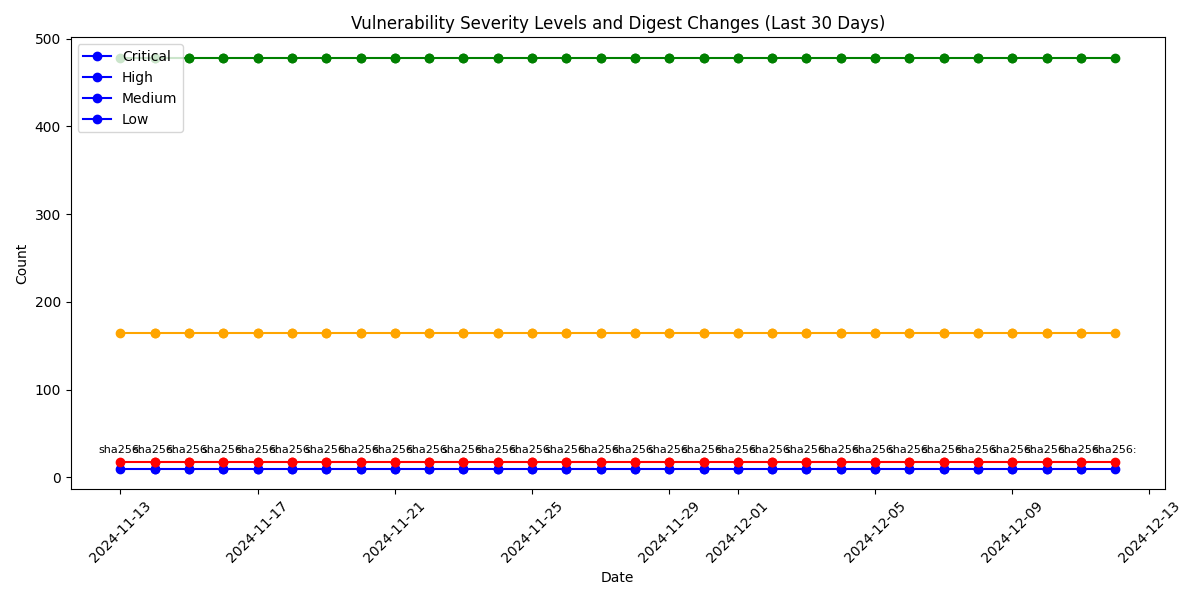 Vulnerability Severity Levels and Digest Changes (Last 30 Days)
Critical
High
Medium
Low
Count
500
400
300
200
100
0
sha256: sha256: sha256: sha256: sha256: sha256: sha256: sha256: sha256: sha256: sha256: sha256: sha256: sha256: sha256: sha256: sha256: sha256: sha256: sha256: sha256: sha256: sha256: sha256: sha256: sha256: sha256: sha256: sha256: sha256:
2024-11-13
2024-11-17
2024-11-21
2024-11-25
2024-11-29
2024-12-01
2024-12-05
2024-12-09
2024-12-13
Date